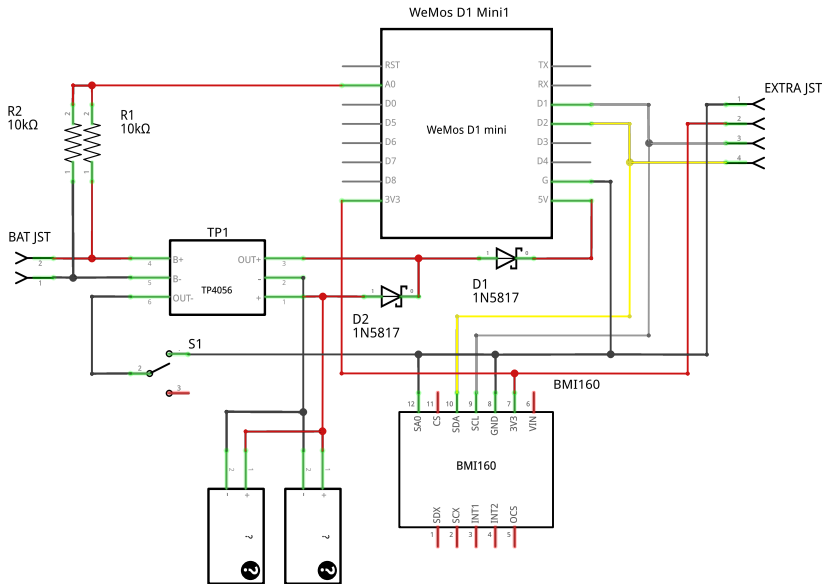 WeMos D1 Mini1
RST
A0
D0
D5
D6
D7
D8
3V3
WeMos D1 mini
TX
RX
D1
D2
D3
D4
G
5V
EXTRA JST
1
2
3
4
R2
10kΩ
R1
10kΩ
2
2
1
1
BAT JST
2
1
TP1
4
5
6
B+
B-
OUT-
TP4056
OUT+
-
+
3
2
1
1
0
D1
1N5817
1
0
D2
1N5817
S1
1
2
3
BMI160
12
11
10
9
8
7
6
SA0
CS
SDA
SCL
GND
3V3
VIN
BMI160
SDX
SCX
INT1
INT2
OCS
1
2
3
4
5
2
1
-
+
?
?
2
1
-
+
?
?